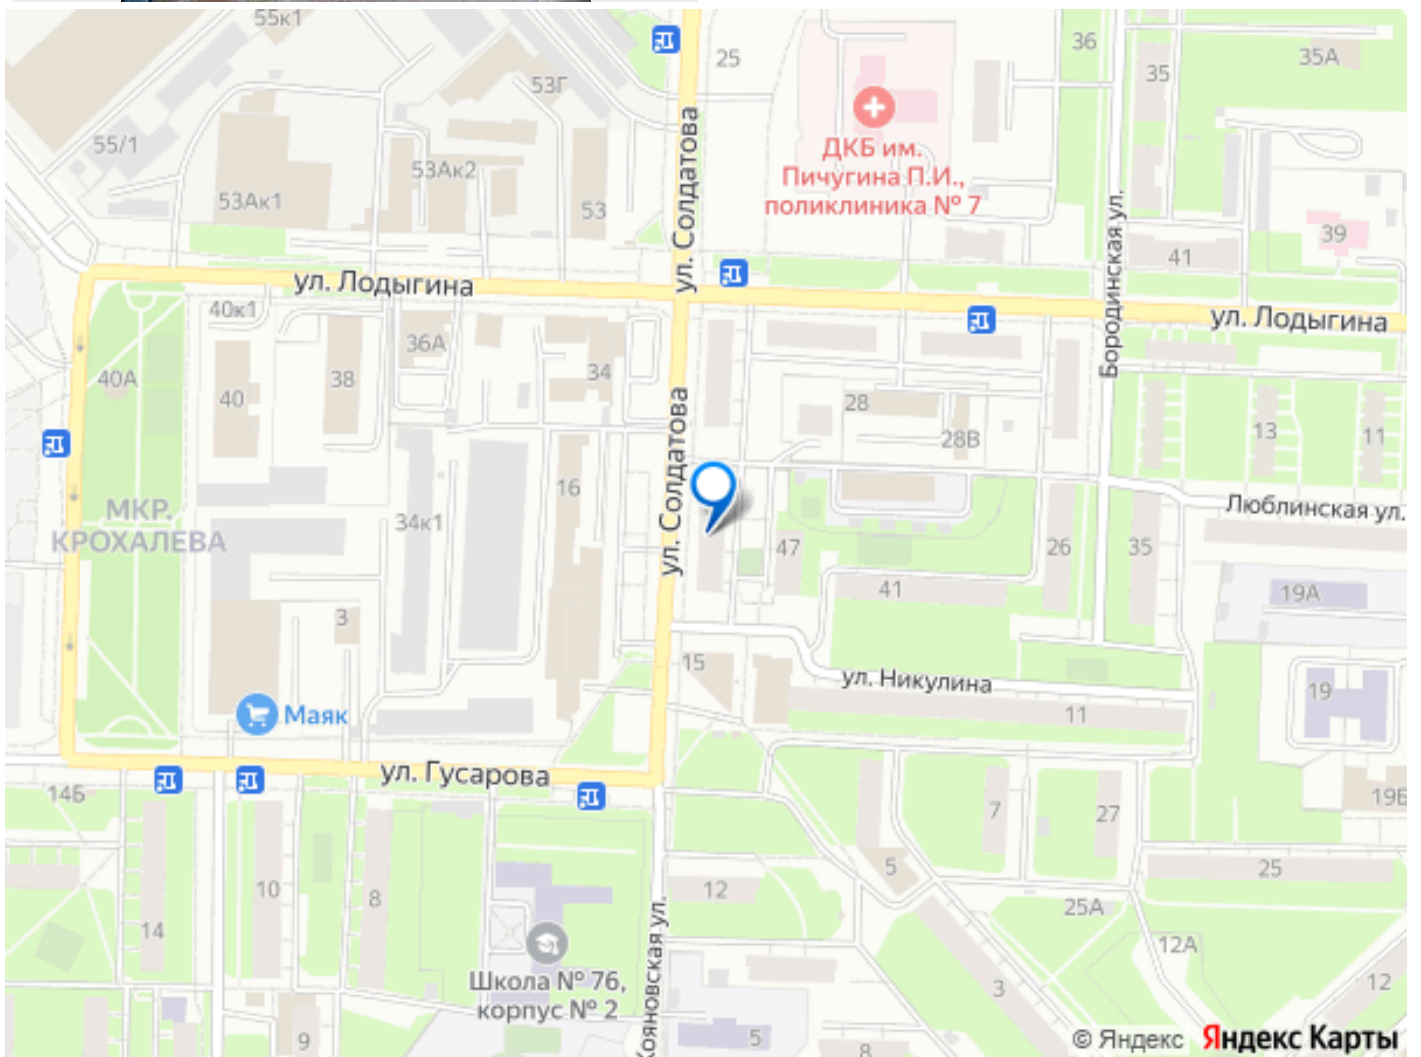 55к1
25
36
35
35А
53Г
55/1
53Ак2
53Ак1
53
ул. Солдатова
ДКБ им.
Пичугина П.И.,
поликлиника № 7
Бородинская ул.
41
39
ул. Лодыгина
ул. Лодыгина
40к1
36А
40А
40
38
34
ул. Солдатова
28
28В
13
11
МКР.
КРОХАЛЕВА
16
34к1
47
26
35
Люблинская ул.
41
19А
3
15
ул. Никулина
11
19
Маяк
ул. Гусарова
14Б
19Б
7
27
10
8
5
25
12
14
25А
12А
Школа № 76,
корпус № 2
Кояновская ул.
3
12
9
5
8
© Яндекс Яндекс Карты